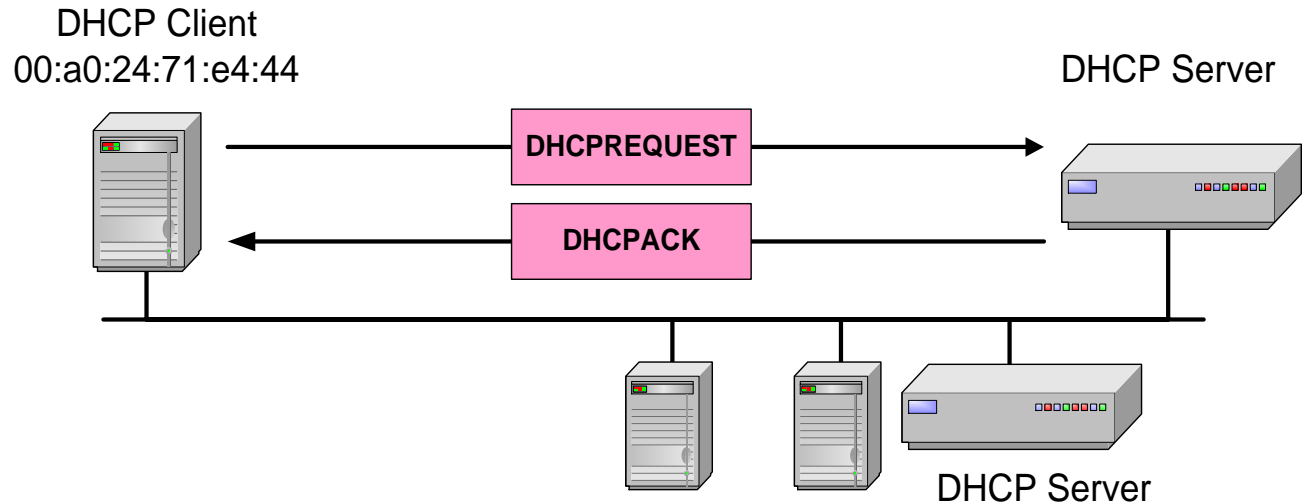 DHCP Client
00:a0:24:71:e4:44
DHCP Server
DHCPREQUEST
DHCPACK
DHCP Server